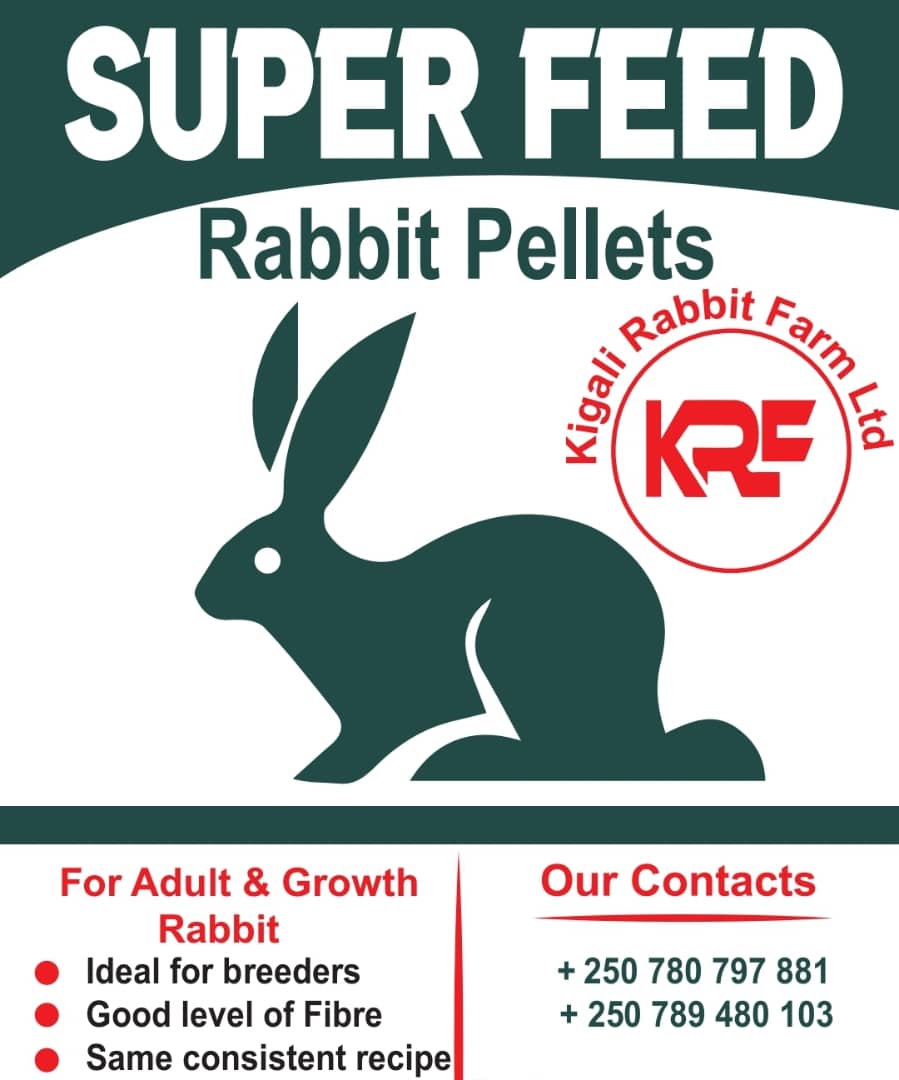 SUPER FEED
Rabbit Pellets
Kigali Rabbit Farm Ltd
KRF
For Adult & Growth
Rabbit
Ideal for breeders
Good level of Fibre
Same consistent recipe
Our Contacts
+ 250 780 797 881
+ 250 789 480 103